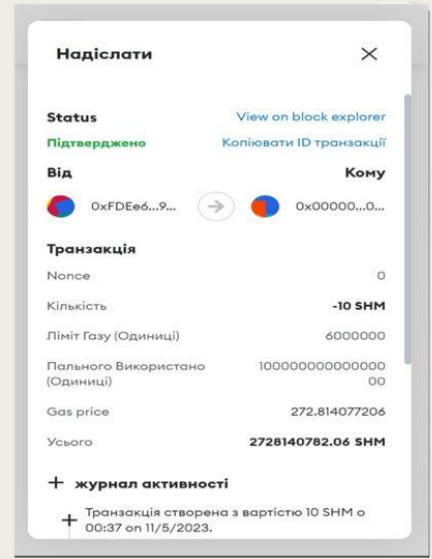 Надіслати
Status View on block explorer
Підтверджено Копіювати ID транзакції
Від Кому
0xFDEe6...9... 0x00000...0...
Транзакція
Nonce 0
Кількість -10 SHM
Ліміт Газу (Одиниці) 6000000
Пального Використано 100000000000000
(Одиниці) 00
Gas price 272.814077206
Усього 2728140782.06 SHM
+ журнал активності
Транзакція створена з вартістю 10 SHM о
00:37 on 11/5/2023.